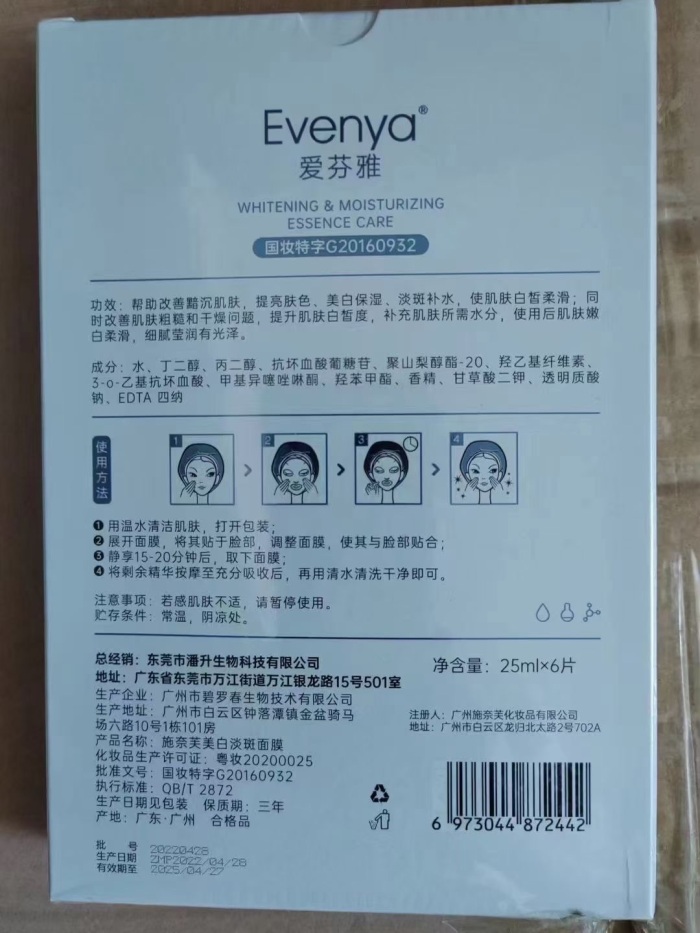 Evenya®
爱芬雅
WHITENING & MOISTURIZING
ESSENCE CARE
国妆特字G20160932
功效：帮助改善黯沉肌肤，提亮肤色、美白保湿、淡斑补水，使肌肤白皙柔滑；同
时改善肌肤粗糙和干燥问题，提升肌肤白皙度，补充肌肤所需水分，使用后肌肤嫩
白柔滑，细腻莹润有光泽。
成分：水、丁二醇、丙二醇、抗坏血酸葡糖苷、聚山梨醇酯-20、羟乙基纤维素、
3-o-乙基抗坏血酸、甲基异噻唑啉酮、羟苯甲酯、香精、甘草酸二钾、透明质酸
钠、EDTA 四纳
使用方法
1
2
3
4
❶用温水清洁肌肤，打开包装；
❷展开面膜，将其贴于脸部，调整面膜，使其与脸部贴合；
❸静享15-20分钟后，取下面膜；
❹将剩余精华按摩至充分吸收后，再用清水清洗干净即可。
注意事项：若感肌肤不适，请暂停使用。
贮存条件：常温，阴凉处。
总经销：东莞市潘升生物科技有限公司
地址：广东省东莞市万江街道万江银龙路15号501室
净含量：25ml×6片
生产企业：广州市碧罗春生物技术有限公司
生产地址：广州市白云区钟落潭镇金盆骑马
场六路10号1栋101房
注册人：广州施奈芙化妆品有限公司
地址：广州市白云区龙归北太路2号702A
产品名称：施奈芙美白淡斑面膜
化妆品生产许可证：粤妆20200025
批准文号：国妆特字G20160932
执行标准：QB/T 2872
生产日期见包装 保质期：三年
产地：广东·广州 合格品
6 973044 872442
批 号 20220428
生产日期 ZMP2022/04/28
有效期至 2025/04/27